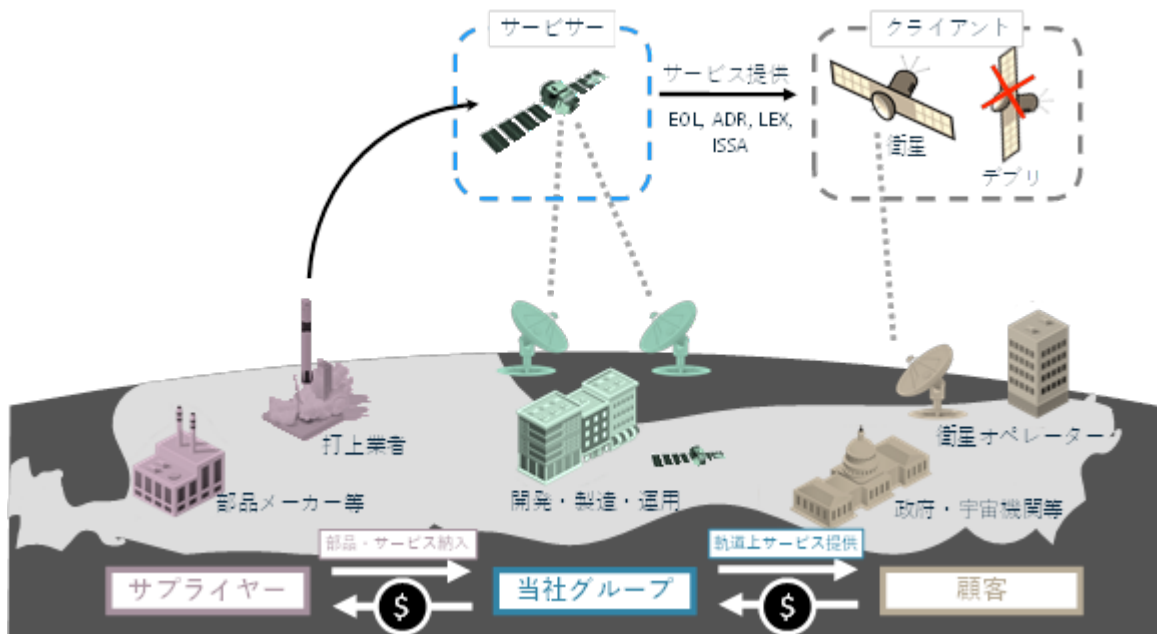 サービサー
クライアント
サービス提供
EOL, ADR, LEX,
ISSA
衛星
デブリ
打上業者
衛星オペレーター・
部品メーカー等
開発・製造・運用
政府・宇宙機関等
部品・サービス納入
軌道上サービス提供
サプライヤー
当社グループ
顧客
$
$